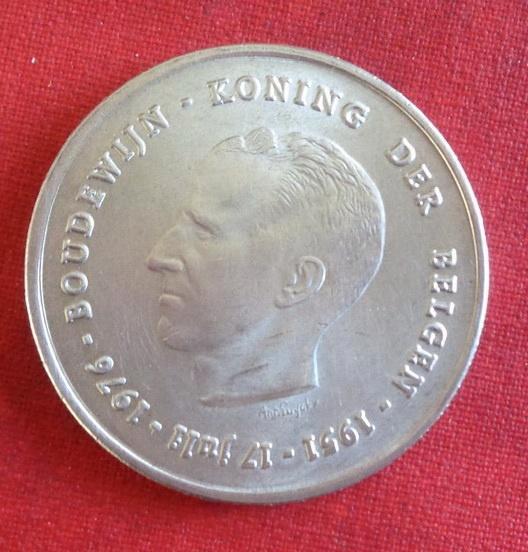 BOUDEWIJN - KONING DER BELGEN - 1951 - 17 juli - 1976 -